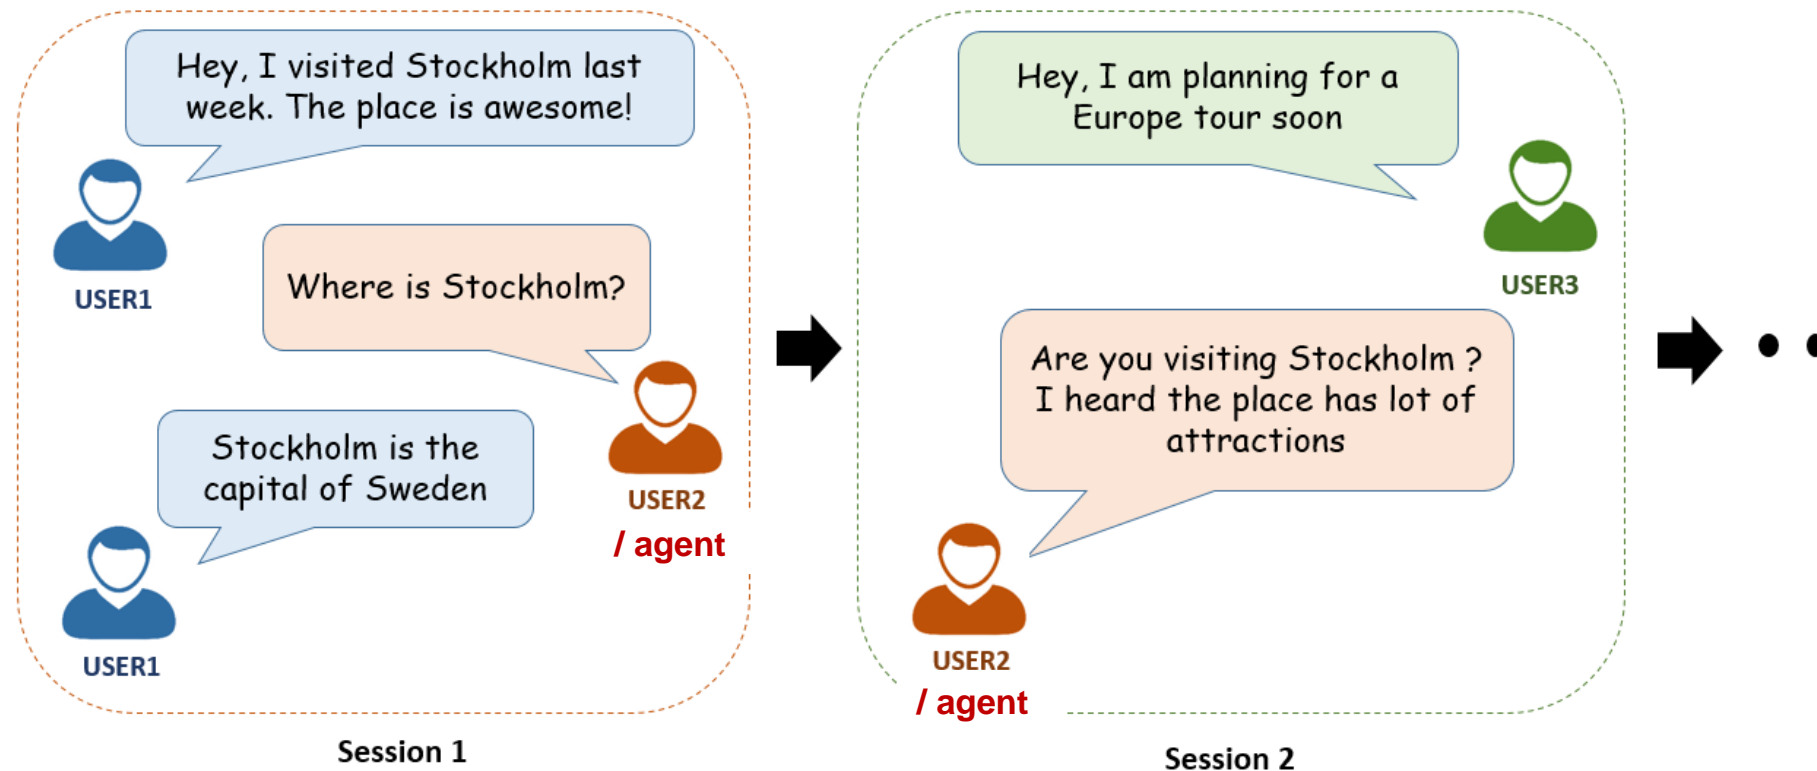 Hey, I visited Stockholm last
week. The place is awesome!
USER1
Where is Stockholm?
USER2
/ agent
Stockholm is the
capital of Sweden
USER1
Session 1
Hey, I am planning for a
Europe tour soon
USER3
Are you visiting Stockholm ?
I heard the place has lot of
attractions
USER2
/ agent
Session 2